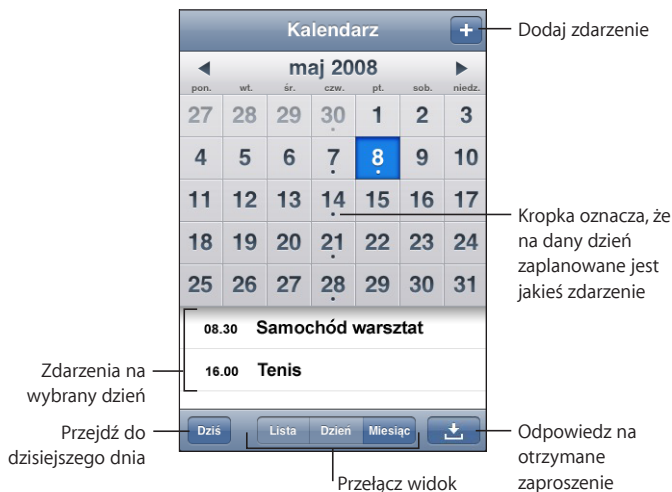 Kalendarz
Dodaj zdarzenie
maj 2008
pon. wt. śr. czw. pt. sob. niedz.
27 28 29 30 1 2 3
4 5 6 7 8 9 10
11 12 13 14 15 16 17
18 19 20 21 22 23 24
25 26 27 28 29 30 31
Kropka oznacza, że
na dany dzień
zaplanowane jest
jakieś zdarzenie
08.30 Samochód warsztat
16.00 Tenis
Zdarzenia na
wybrany dzień
Dziś Lista Dzień Miesiąc
Przejdź do
dzisiejszego dnia
Przełącz widok
Odpowiedz na
otrzymane
zaproszenie